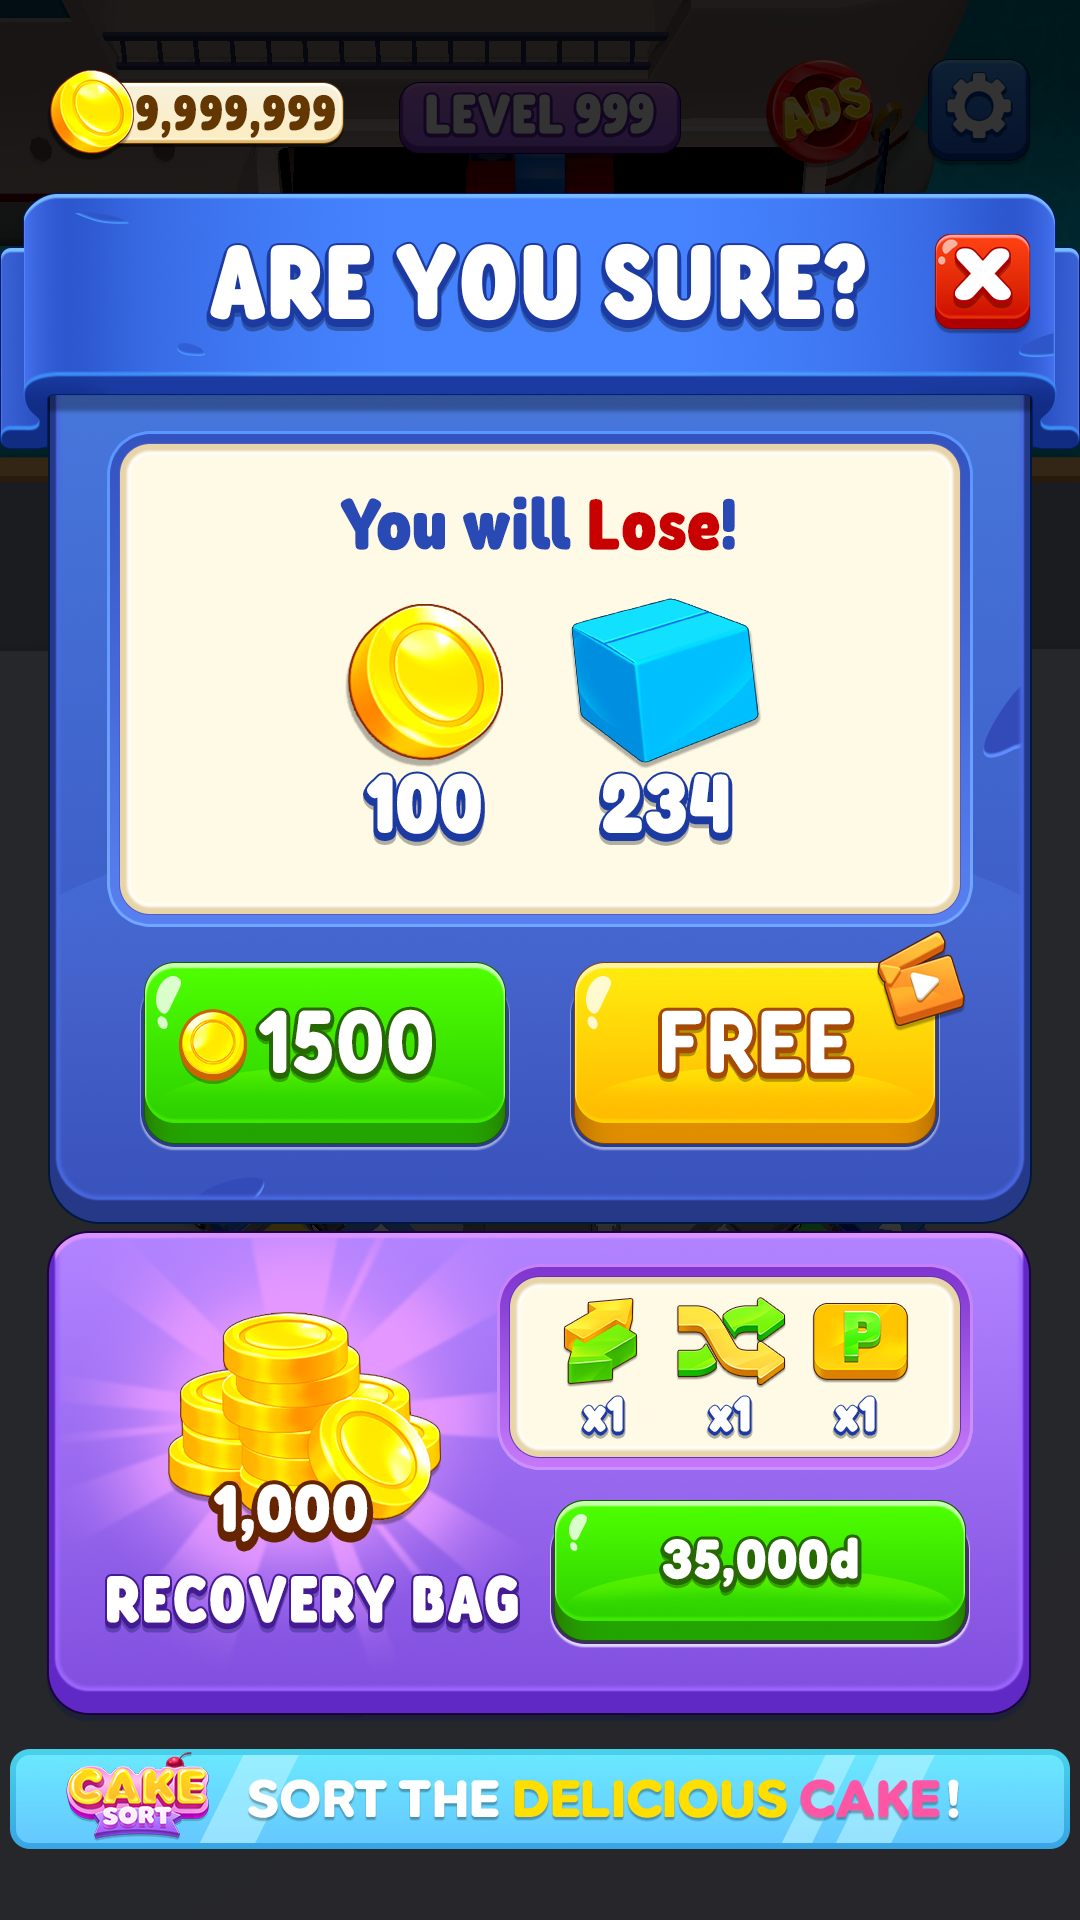 9,999,999
LEVEL 999
ADS
ARE YOU SURE?
You will Lose!
100
234
1500
FREE
P
x1
x1
x1
1,000
35,000đ
RECOVERY BAG
CAKE
SORT
SORT THE DELICIOUS CAKE!